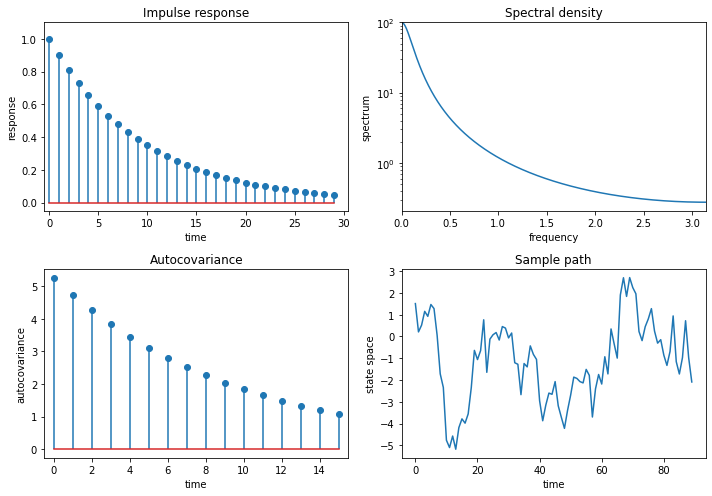 Impulse response
1.0
0.8
0.6
0.4
0.2
0.0
response
0 5 10 15 20 25 30
time
Spectral density
10²
10¹
10⁰
spectrum
0.0 0.5 1.0 1.5 2.0 2.5 3.0
frequency
Autocovariance
5
4
3
2
1
0
autocovariance
0 2 4 6 8 10 12 14
time
Sample path
3
2
1
0
−1
−2
−3
−4
−5
state space
0 20 40 60 80
time